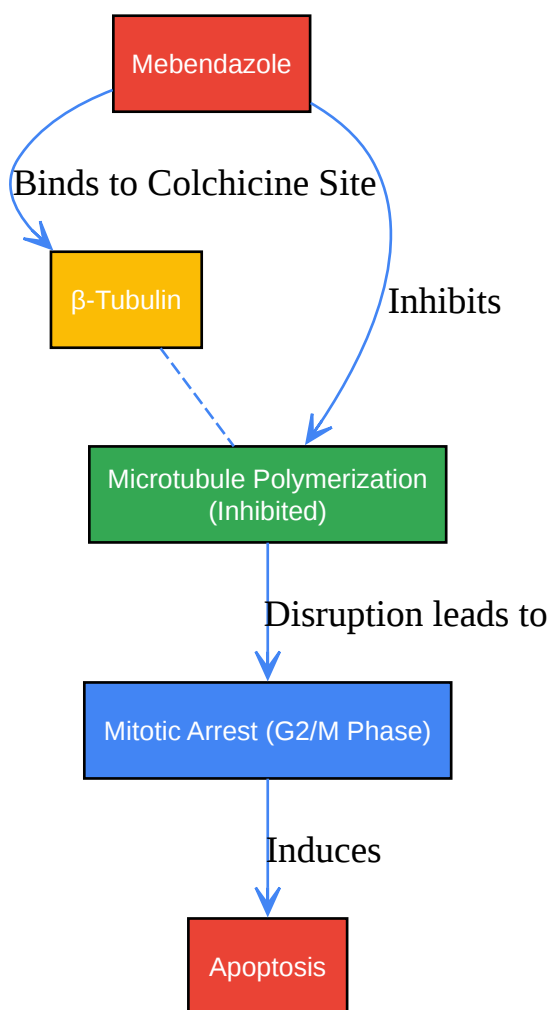 Mebendazole
Binds to Colchicine Site
β-Tubulin
Inhibits
Microtubule Polymerization
(Inhibited)
Disruption leads to
Mitotic Arrest (G2/M Phase)
Induces
Apoptosis